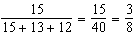 15/(15 + 13 + 12) = 15/40 = 3/8